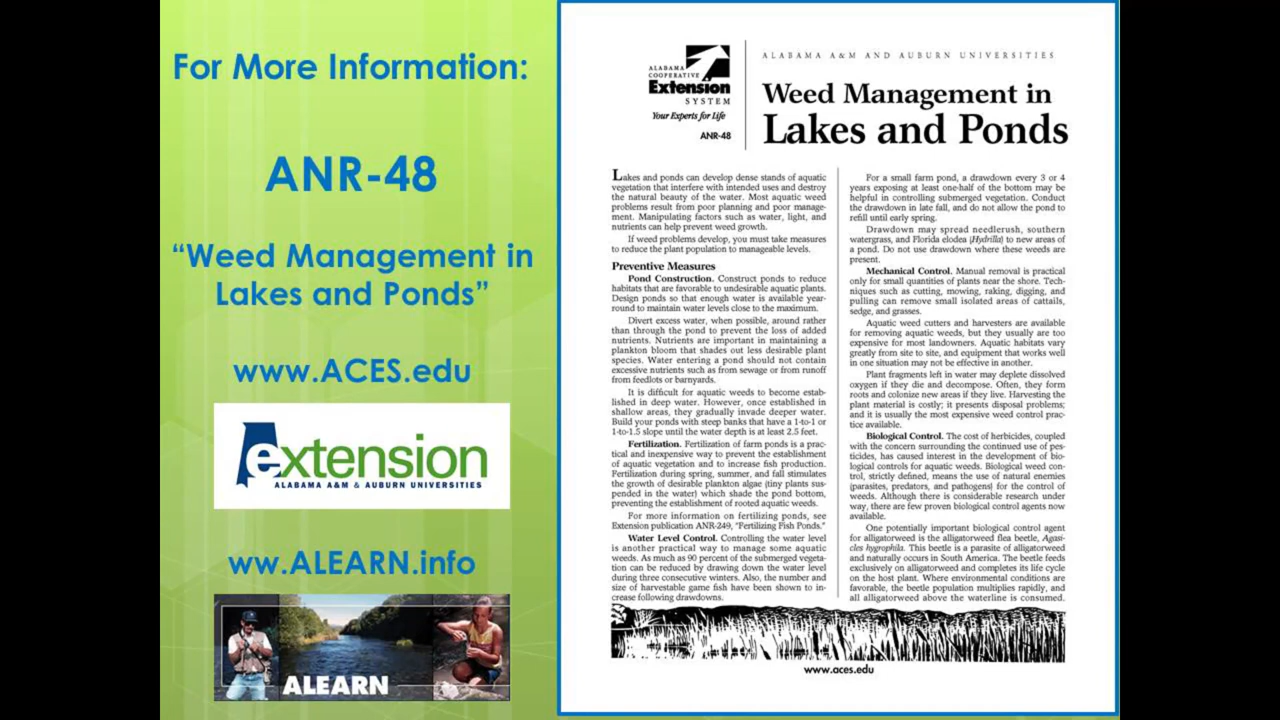 For More Information:
ANR-48
“Weed Management in
Lakes and Ponds”
www.ACES.edu
extension
ALABAMA A&M & AUBURN UNIVERSITIES
ww.ALEARN.info
ALEARN
ALABAMA
COOPERATIVE
Extension
SYSTEM
Your Experts for Life
ANR-48
ALABAMA A&M AND AUBURN UNIVERSITIES
Weed Management in
Lakes and Ponds
Lakes and ponds can develop dense stands of aquatic
vegetation that interfere with intended uses and destroy
the natural beauty of the water. Most aquatic weed
problems result from poor planning and poor manage-
ment. Manipulating factors such as water, light, and
nutrients can help prevent weed growth.
If weed problems develop, you must take measures
to reduce the plant population to manageable levels.
Preventive Measures
Pond Construction. Construct ponds to reduce
habitats that are favorable to undesirable aquatic plants.
Design ponds so that enough water is available year-
round to maintain water levels close to the maximum.
Divert excess water, when possible, around rather
than through the pond to prevent the loss of added
nutrients. Nutrients are important in maintaining a
plankton bloom that shades out less desirable plant
species. Water entering a pond should not contain
excessive nutrients such as from sewage or from runoff
from feedlots or barnyards.
It is difficult for aquatic weeds to become estab-
lished in deep water. However, once established in
shallow areas, they gradually invade deeper water.
Build your ponds with steep banks that have a 1-to-1 or
1-to-1.5 slope until the water depth is at least 2.5 feet.
Fertilization. Fertilization of farm ponds is a prac-
tical and inexpensive way to prevent the establishment
of aquatic vegetation and to increase fish production.
Fertilization during spring, summer, and fall stimulates
the growth of desirable plankton algae (tiny plants sus-
pended in the water) which shade the pond bottom,
preventing the establishment of rooted aquatic weeds.
For more information on fertilizing ponds, see
Extension publication ANR-249, "Fertilizing Fish Ponds."
Water Level Control. Controlling the water level
is another practical way to manage some aquatic
weeds. As much as 90 percent of the submerged vegeta-
tion can be reduced by drawing down the water level
during three consecutive winters. Also, the number and
size of harvestable game fish have been shown to in-
crease following drawdowns.
For a small farm pond, a drawdown every 3 or 4
years exposing at least one-half of the bottom may be
helpful in controlling submerged vegetation. Conduct
the drawdown in late fall, and do not allow the pond to
refill until early spring.
Drawdown may spread needlerush, southern
watergrass, and Florida elodea (Hydrilla) to new areas of
a pond. Do not use drawdown where these weeds are
present.
Mechanical Control. Manual removal is practical
only for small quantities of plants near the shore. Tech-
niques such as cutting, mowing, raking, digging, and
pulling can remove small isolated areas of cattails,
sedge, and grasses.
Aquatic weed cutters and harvesters are available
for removing aquatic weeds, but they usually are too
expensive for most landowners. Aquatic habitats vary
greatly from site to site, and equipment that works well
in one situation may not be effective in another.
Plant fragments left in water may deplete dissolved
oxygen if they die and decompose. Often, they form
roots and colonize new areas if they live. Harvesting the
plant material is costly; it presents disposal problems;
and it is usually the most expensive weed control prac-
tice available.
Biological Control. The cost of herbicides, coupled
with the concern surrounding the continued use of pes-
ticides, has caused interest in the development of bio-
logical controls for aquatic weeds. Biological weed con-
trol, strictly defined, means the use of natural enemies
(parasites, predators, and pathogens) for the control of
weeds. Although there is considerable research under
way, there are few proven biological control agents now
available.
One potentially important biological control agent
for alligatorweed is the alligatorweed flea beetle, Agasi-
cles hygrophila. This beetle is a parasite of alligatorweed
and naturally occurs in South America. The beetle feeds
exclusively on alligatorweed and completes its life cycle
on the host plant. Where environmental conditions are
favorable, the beetle population multiplies rapidly, and
all alligatorweed above the waterline is consumed.
www.aces.edu